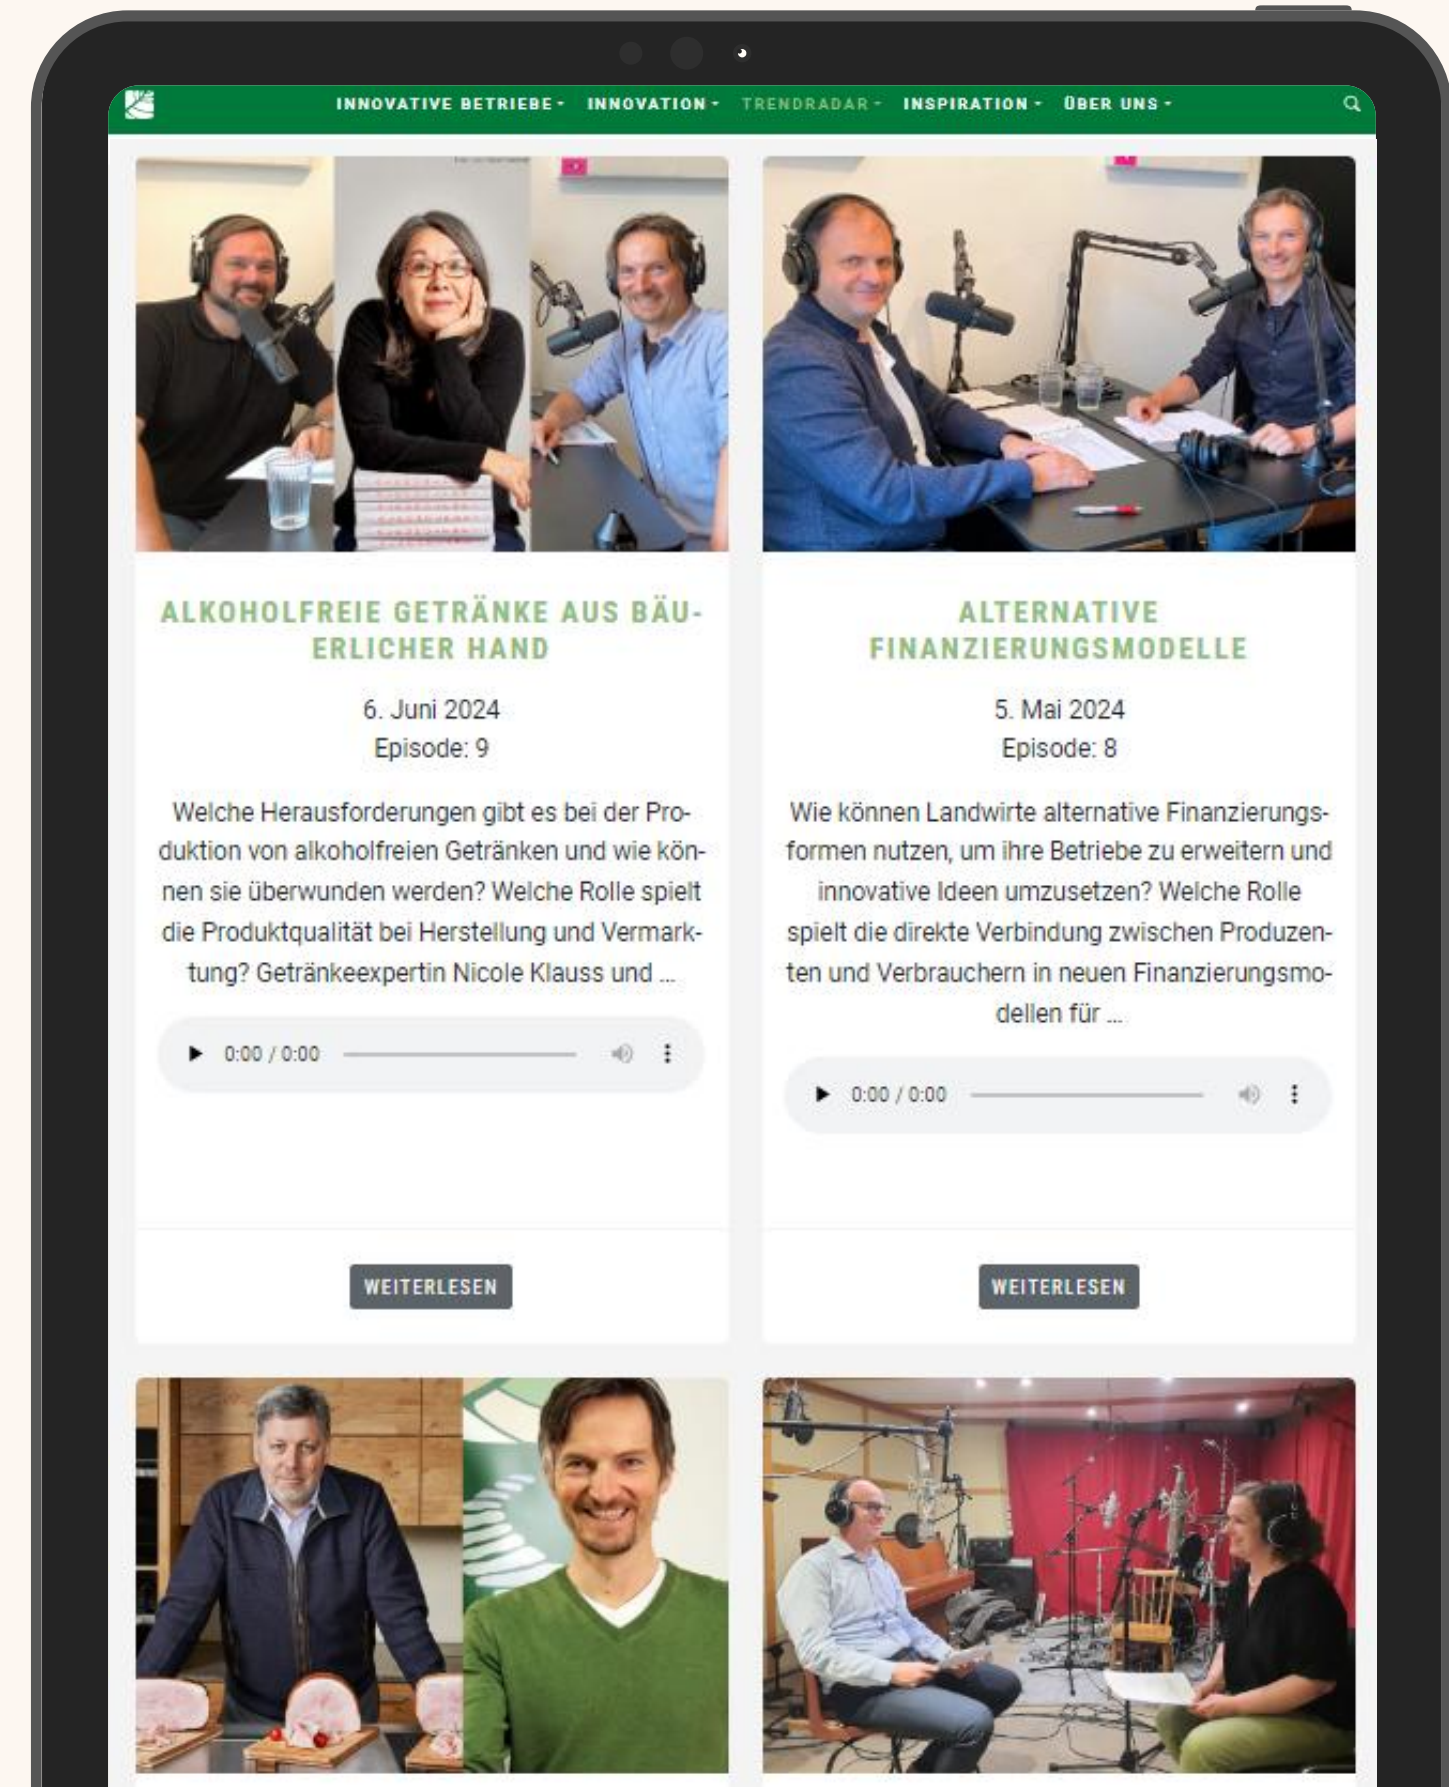 INNOVATIVE BETRIEBE INNOVATION TRENDRADAR INSPIRATION ÜBER UNS
ALKOHOLFREIE GETRÄNKE AUS BÄU-
ERLICHER HAND
6. Juni 2024
Episode: 9
Welche Herausforderungen gibt es bei der Pro-
duktion von alkoholfreien Getränken und wie kön-
nen sie überwunden werden? Welche Rolle spielt
die Produktqualität bei Herstellung und Vermark-
tung? Getränkeexpertin Nicole Klauss und ...
0:00 / 0:00
WEITERLESEN
ALTERNATIVE
FINANZIERUNGSMODELLE
5. Mai 2024
Episode: 8
Wie können Landwirte alternative Finanzierungs-
formen nutzen, um ihre Betriebe zu erweitern und
innovative Ideen umzusetzen? Welche Rolle
spielt die direkte Verbindung zwischen Produzen-
ten und Verbrauchern in neuen Finanzierungsmo-
dellen für ...
0:00 / 0:00
WEITERLESEN